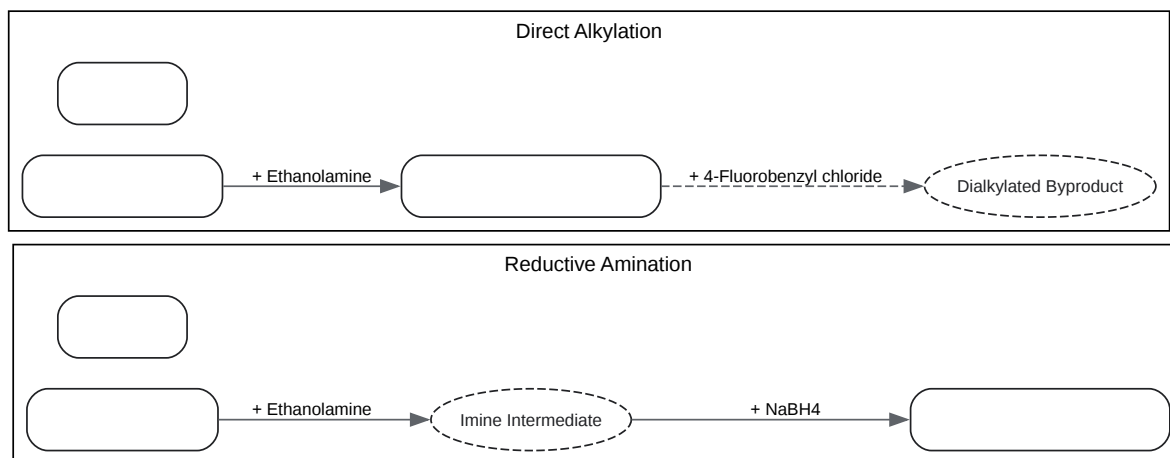 Direct Alkylation
+ Ethanolamine
+ 4-Fluorobenzyl chloride
Dialkylated Byproduct
Reductive Amination
+ Ethanolamine
Imine Intermediate
+ NaBH4